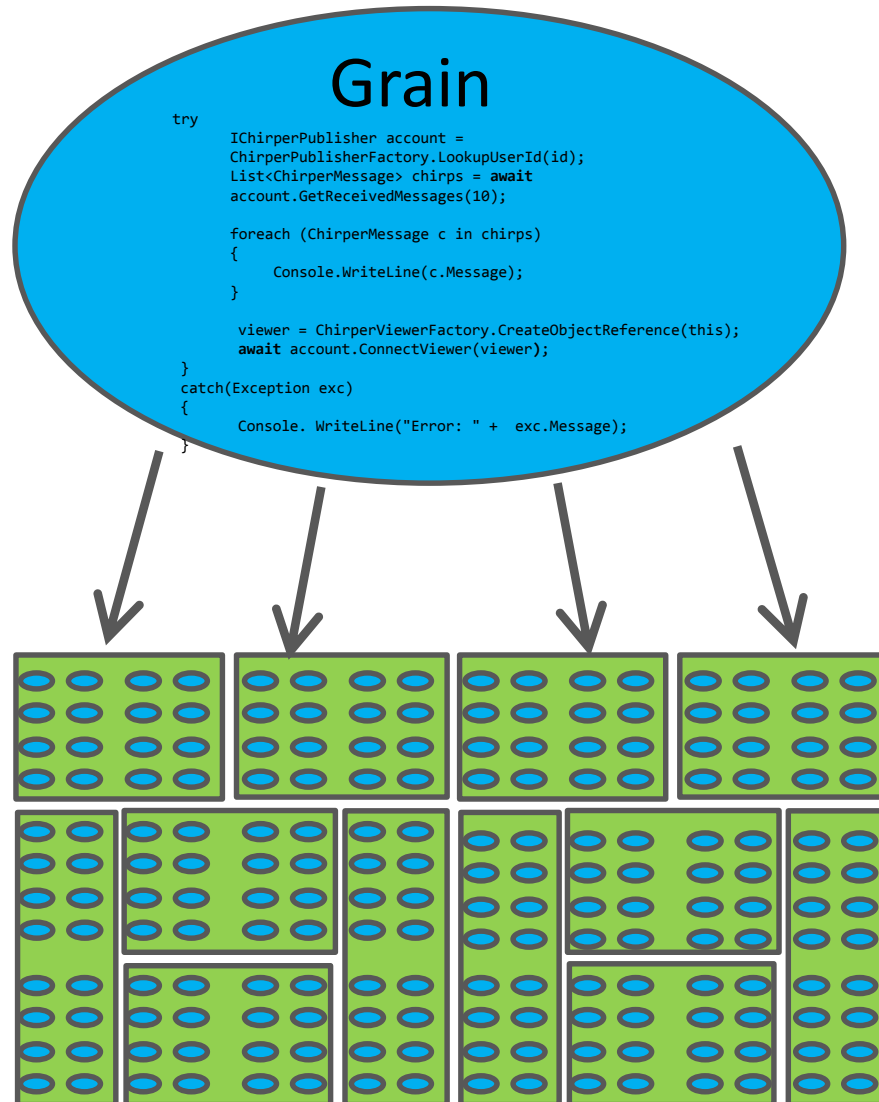 Grain
try
IChirperPublisher account =
ChirperPublisherFactory.LookupUserId(id);
List<ChirperMessage> chirps = await
account.GetReceivedMessages(10);
foreach (ChirperMessage c in chirps)
{
Console.WriteLine(c.Message);
}
viewer = ChirperViewerFactory.CreateObjectReference(this);
await account.ConnectViewer(viewer);
}
catch(Exception exc)
{
Console. WriteLine("Error: " + exc.Message);
}